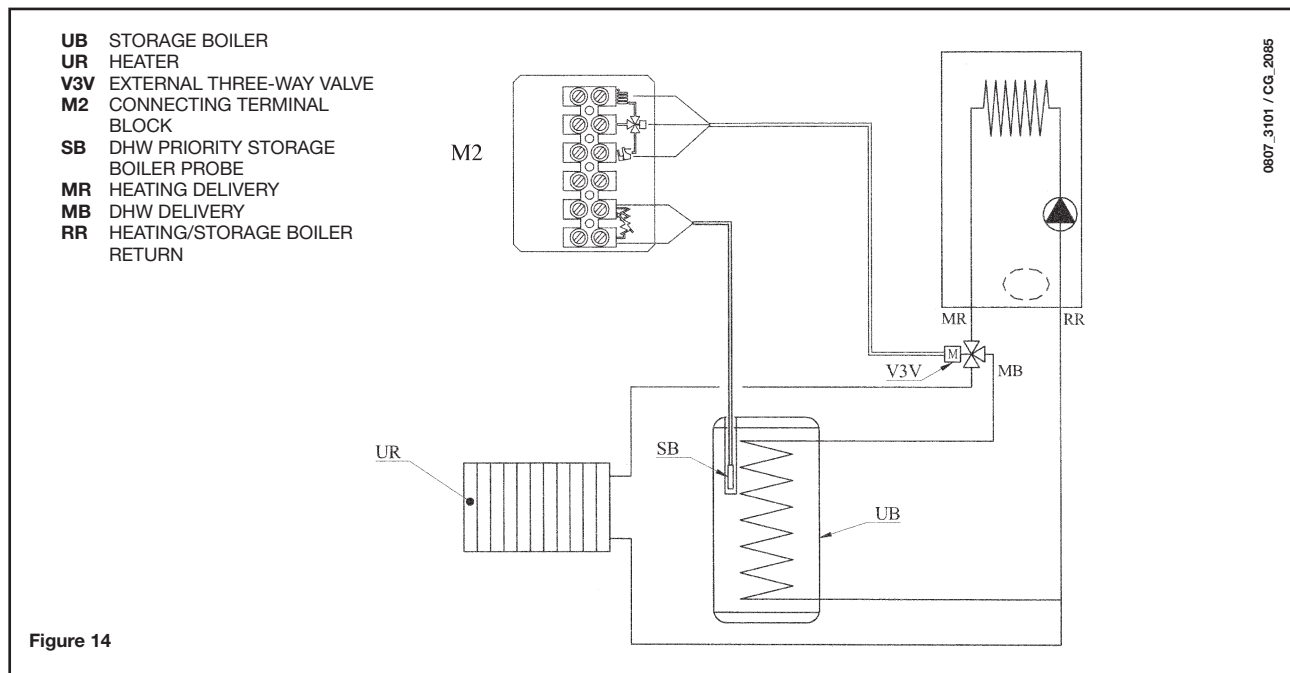 UB STORAGE BOILER
UR HEATER
V3V EXTERNAL THREE-WAY VALVE
M2 CONNECTING TERMINAL
BLOCK
SB DHW PRIORITY STORAGE
BOILER PROBE
MR HEATING DELIVERY
MB DHW DELIVERY
RR HEATING/STORAGE BOILER
RETURN
M2
0807_3101 / CG_2085
MR
RR
M
V3V
MB
UR
SB
UB
Figure 14